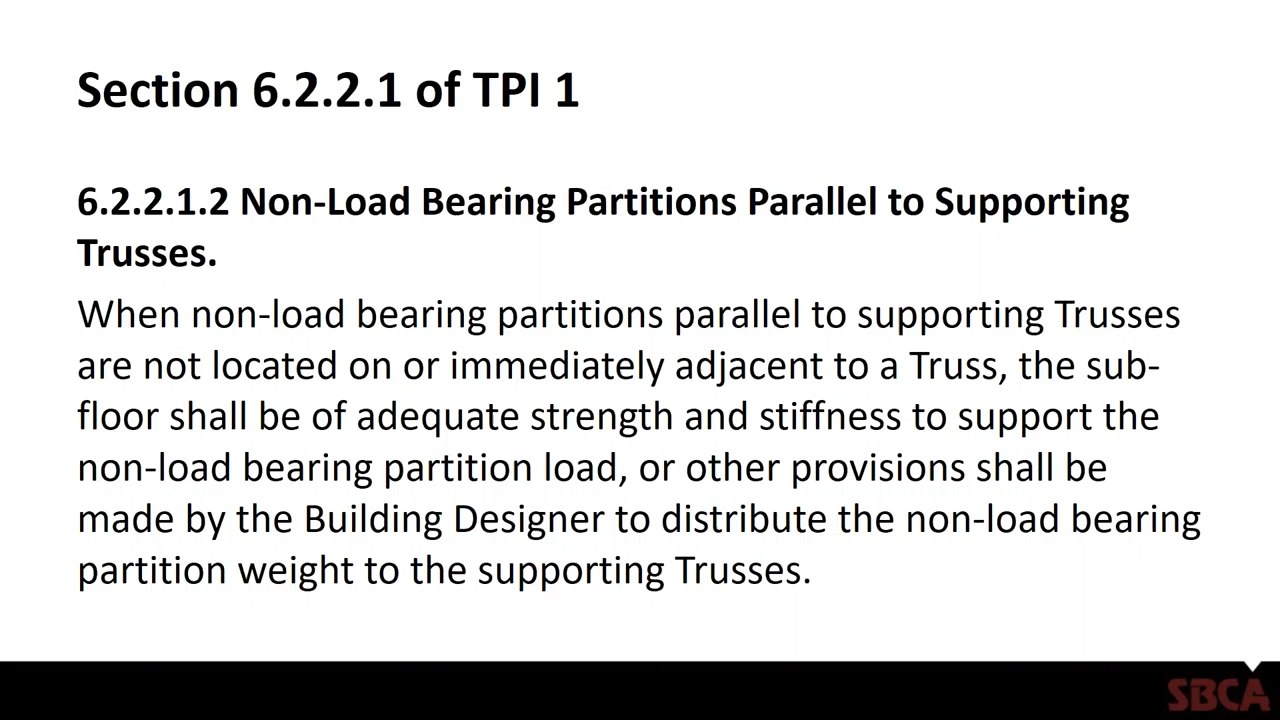 Section 6.2.2.1 of TPI 1
6.2.2.1.2 Non-Load Bearing Partitions Parallel to Supporting
Trusses.
When non-load bearing partitions parallel to supporting Trusses
are not located on or immediately adjacent to a Truss, the sub-
floor shall be of adequate strength and stiffness to support the
non-load bearing partition load, or other provisions shall be
made by the Building Designer to distribute the non-load bearing
partition weight to the supporting Trusses.
SBCA